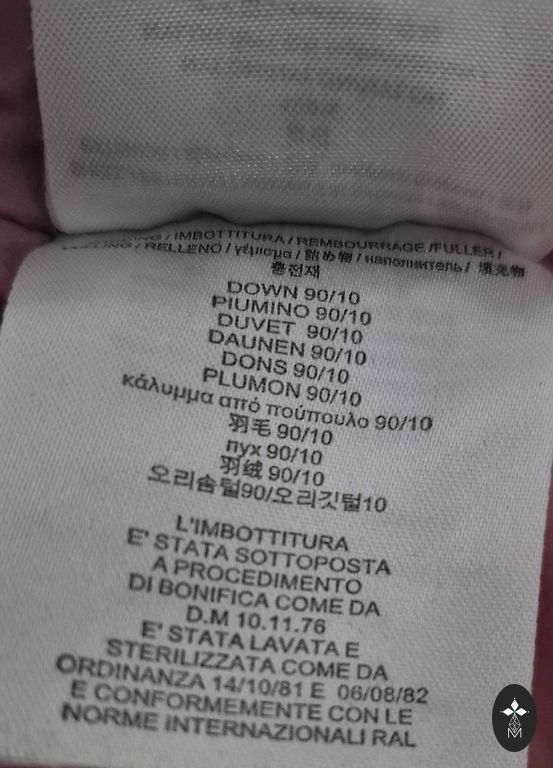 / IMBOTTITURA / REMBOURRAGE /FULLER /
/ RELLENO / γέμισμα / 詰め物 / наполнитель / 填充物
충전재
DOWN 90/10
PIUMINO 90/10
DUVET 90/10
DAUNEN 90/10
DONS 90/10
PLUMON 90/10
κάλυμμα από πούπουλο 90/10
羽毛 90/10
пух 90/10
羽绒 90/10
오리솜털90/오리깃털10
L'IMBOTTITURA
E' STATA SOTTOPOSTA
A PROCEDIMENTO
DI BONIFICA COME DA
D.M 10.11.76
E' STATA LAVATA E
STERILIZZATA COME DA
ORDINANZA 14/10/81 E 06/08/82
E CONFORMEMENTE CON LE
NORME INTERNAZIONALI RAL